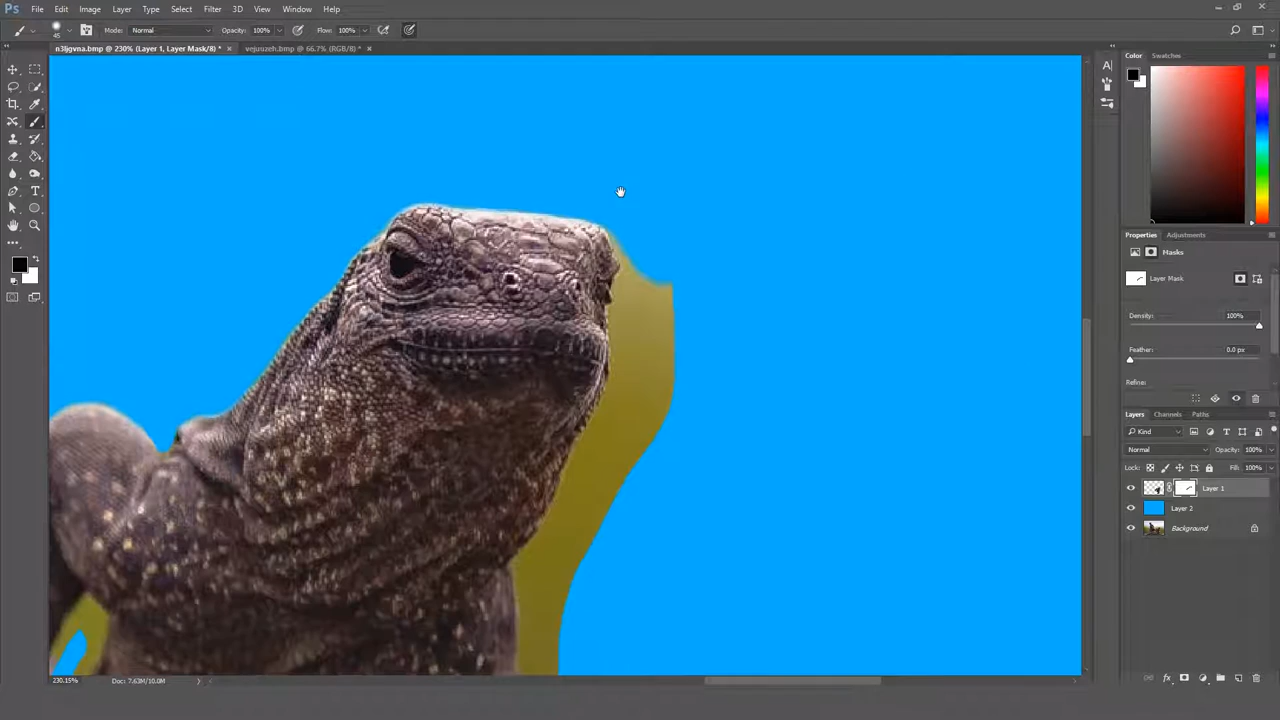 Ps File Edit Image Layer Type Select Filter 3D View Window Help
45 Mode: Normal Opacity: 100% Flow: 100%
n3ljgvna.bmp @ 230% (Layer 1, Layer Mask/8) * × vejuuzeh.bmp @ 66.7% (RGB/8) * ×
Color Swatches
Properties Adjustments
Masks
Layer Mask
Density: 100%
Feather: 0.0 px
Refine:
Layers Channels Paths
Kind
Normal Opacity: 100%
Lock: Fill: 100%
Layer 1
Layer 2
Background
230.15% Doc: 7.63M/10.0M